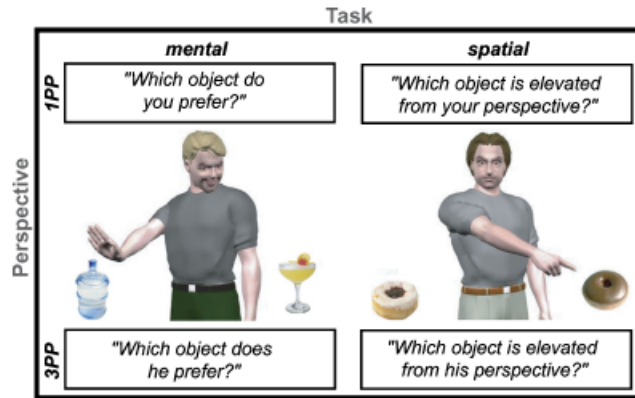 Task
mental
spatial
Perspective
1PP
"Which object do
you prefer?"
"Which object is elevated
from your perspective?"
3PP
"Which object does
he prefer?"
"Which object is elevated
from his perspective?"